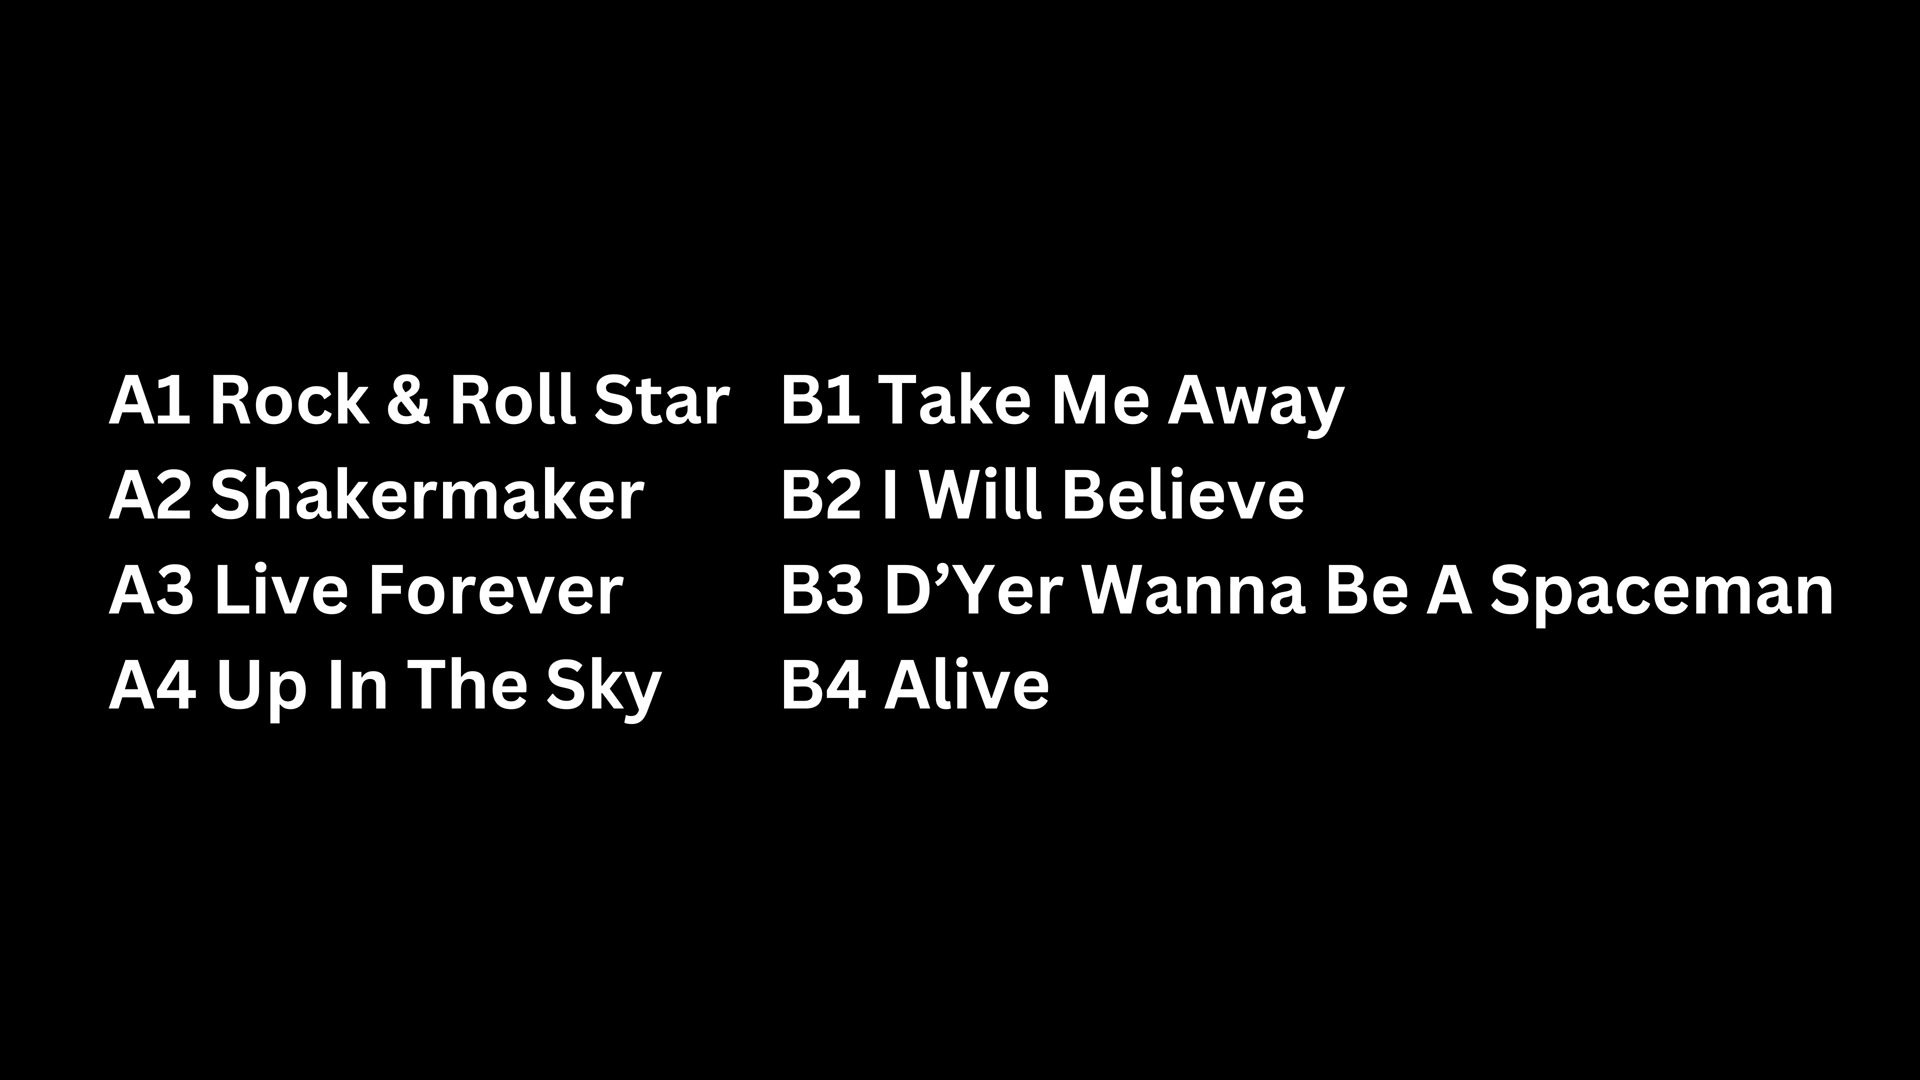 A1 Rock & Roll Star
A2 Shakermaker
A3 Live Forever
A4 Up In The Sky
B1 Take Me Away
B2 I Will Believe
B3 D’Yer Wanna Be A Spaceman
B4 Alive